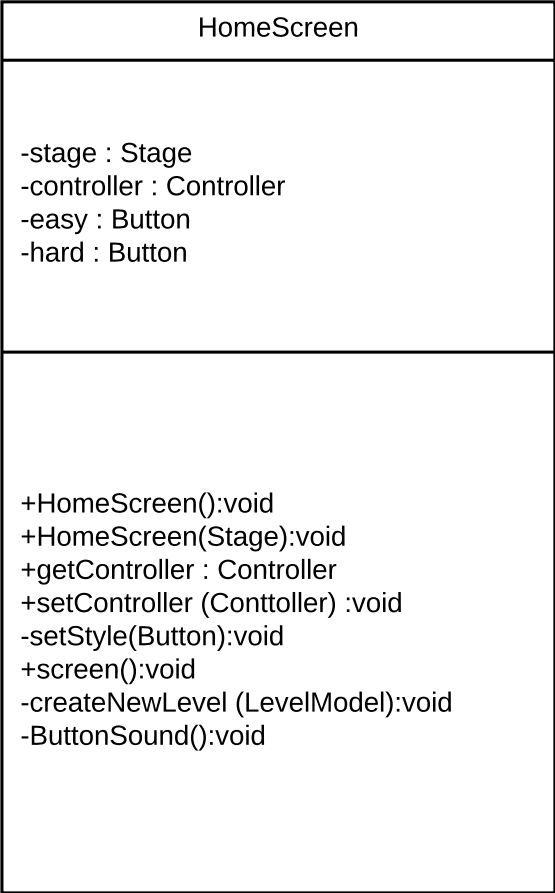 HomeScreen
-stage : Stage
-controller : Controller
-easy : Button
-hard : Button
+HomeScreen():void
+HomeScreen(Stage):void
+getController : Controller
+setController (Conttoller) :void
-setStyle(Button):void
+screen():void
-createNewLevel (LevelModel):void
-ButtonSound():void